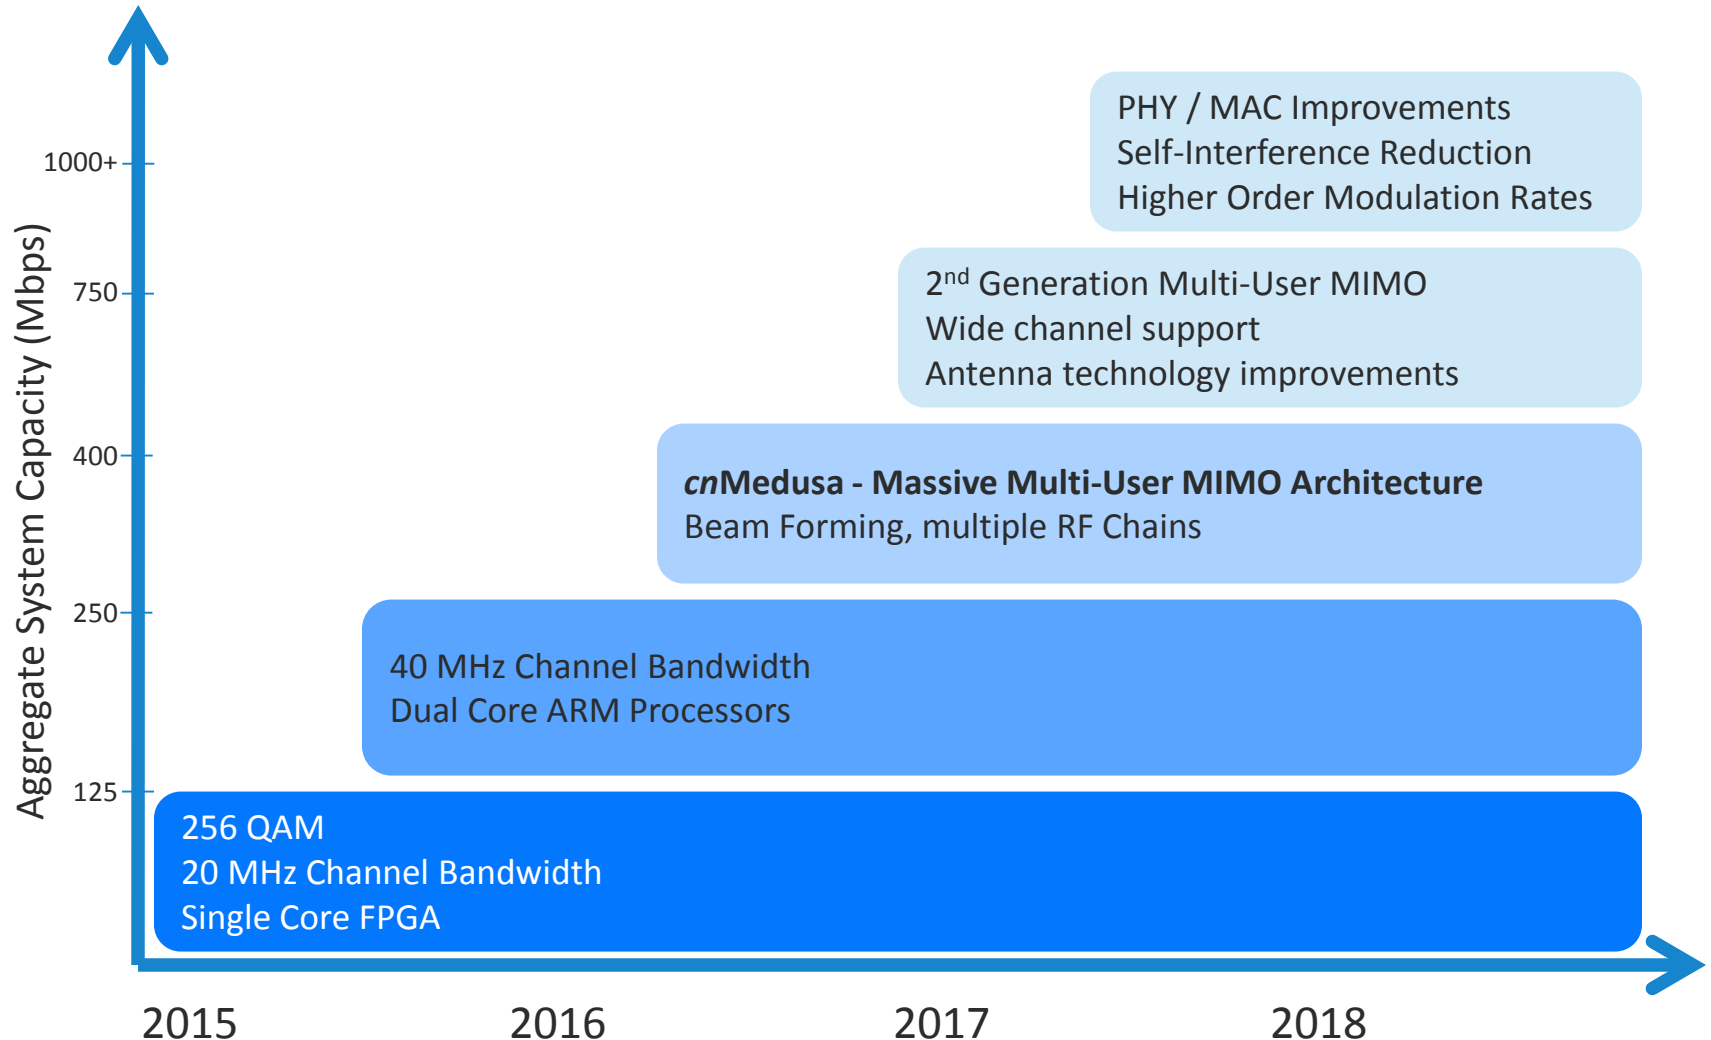 Aggregate System Capacity (Mbps)
1000+
750
400
250
125
PHY / MAC Improvements
Self-Interference Reduction
Higher Order Modulation Rates
2nd Generation Multi-User MIMO
Wide channel support
Antenna technology improvements
cnMedusa - Massive Multi-User MIMO Architecture
Beam Forming, multiple RF Chains
40 MHz Channel Bandwidth
Dual Core ARM Processors
256 QAM
20 MHz Channel Bandwidth
Single Core FPGA
2015 2016 2017 2018